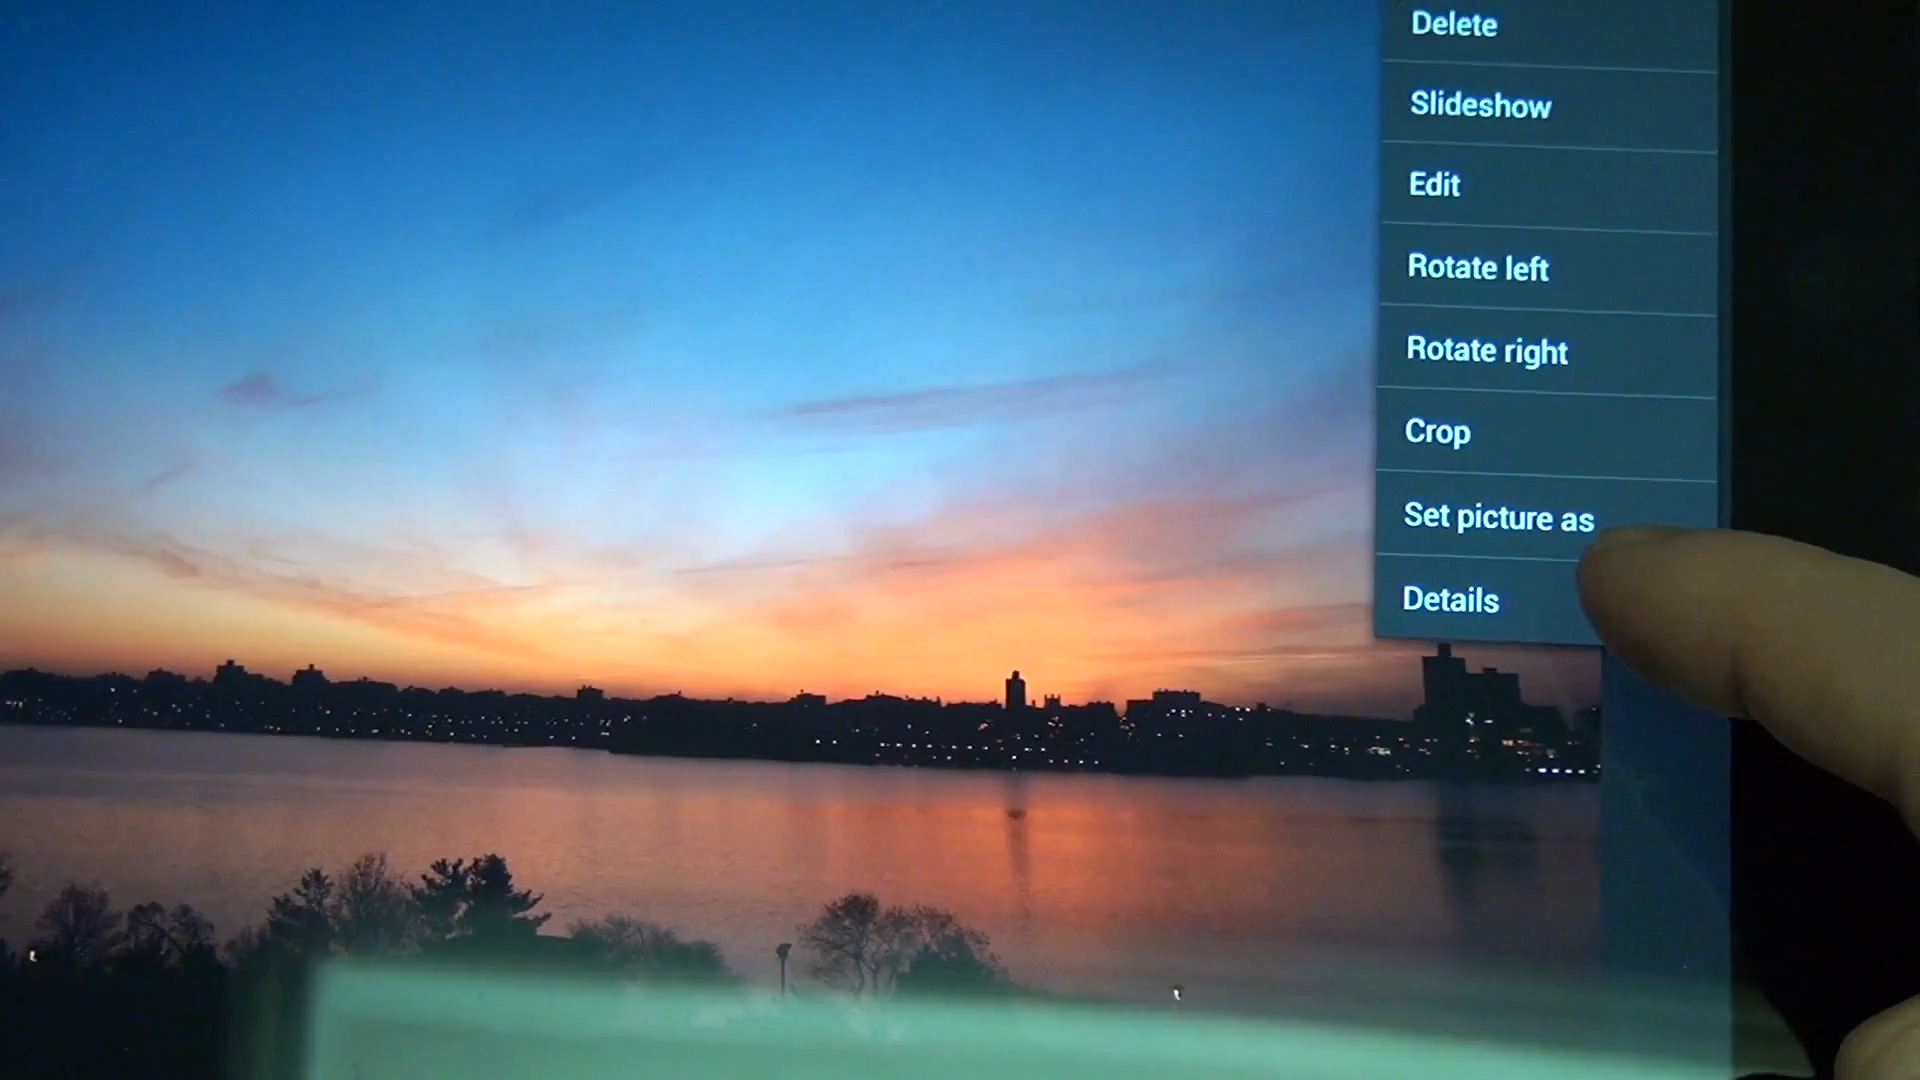 Delete
Slideshow
Edit
Rotate left
Rotate right
Crop
Set picture as
Details